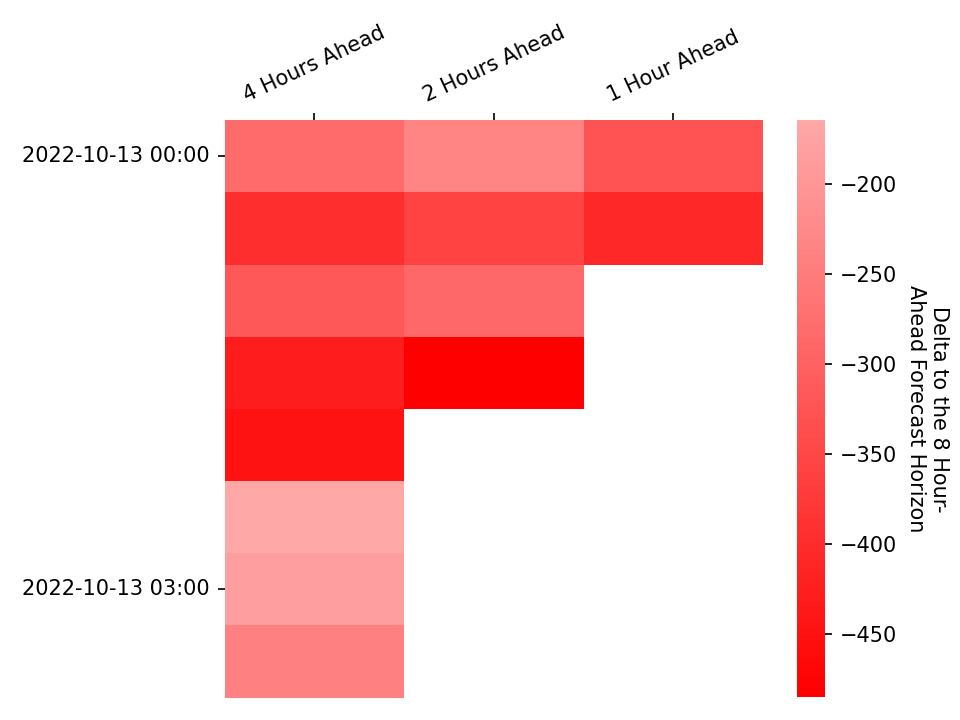 4 Hours Ahead
2 Hours Ahead
1 Hour Ahead
2022-10-13 00:00
2022-10-13 03:00
−200
−250
−300
−350
−400
−450
Delta to the 8 Hour-
Ahead Forecast Horizon